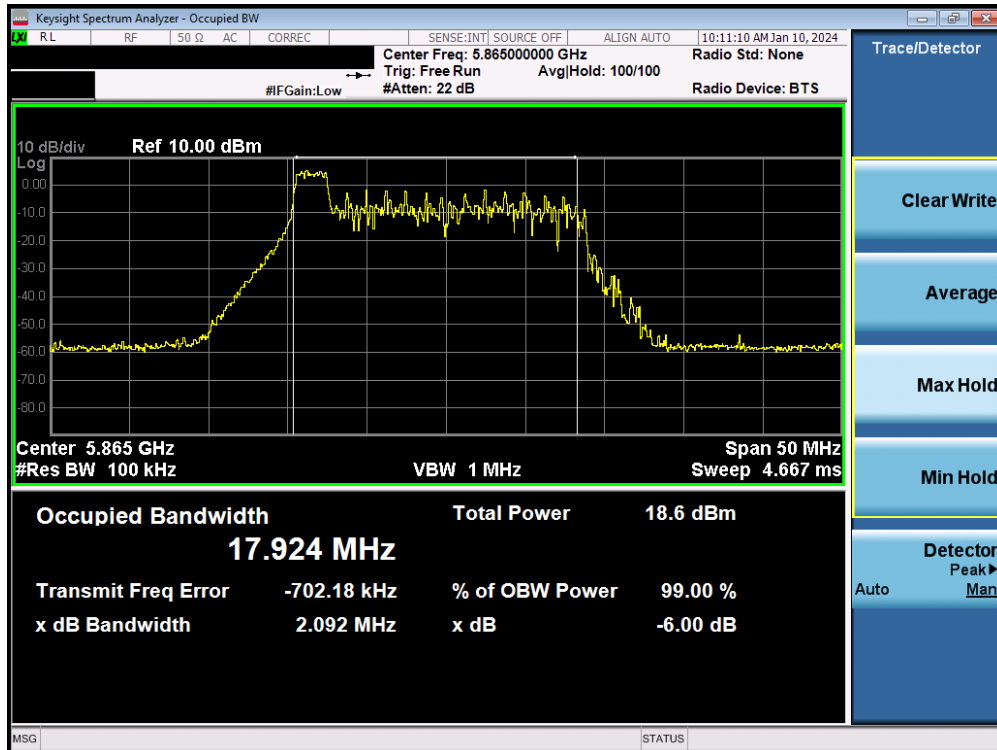 Keysight Spectrum Analyzer - Occupied BW
LXI RL RF 50 Ω AC CORREC SENSE:INT SOURCE OFF ALIGN AUTO 10:11:10 AM Jan 10, 2024
Center Freq: 5.865000000 GHz Radio Std: None
Trig: Free Run Avg|Hold: 100/100
#IFGain:Low #Atten: 22 dB Radio Device: BTS
10 dB/div Ref 10.00 dBm
Log
0.00
-10.0
-20.0
-30.0
-40.0
-50.0
-60.0
-70.0
-80.0
Center 5.865 GHz Span 50 MHz
#Res BW 100 kHz VBW 1 MHz Sweep 4.667 ms
Occupied Bandwidth Total Power 18.6 dBm
17.924 MHz
Transmit Freq Error -702.18 kHz % of OBW Power 99.00 %
x dB Bandwidth 2.092 MHz x dB -6.00 dB
MSG STATUS
Trace/Detector
Clear Write
Average
Max Hold
Min Hold
Detector
Peak▶
Auto Man